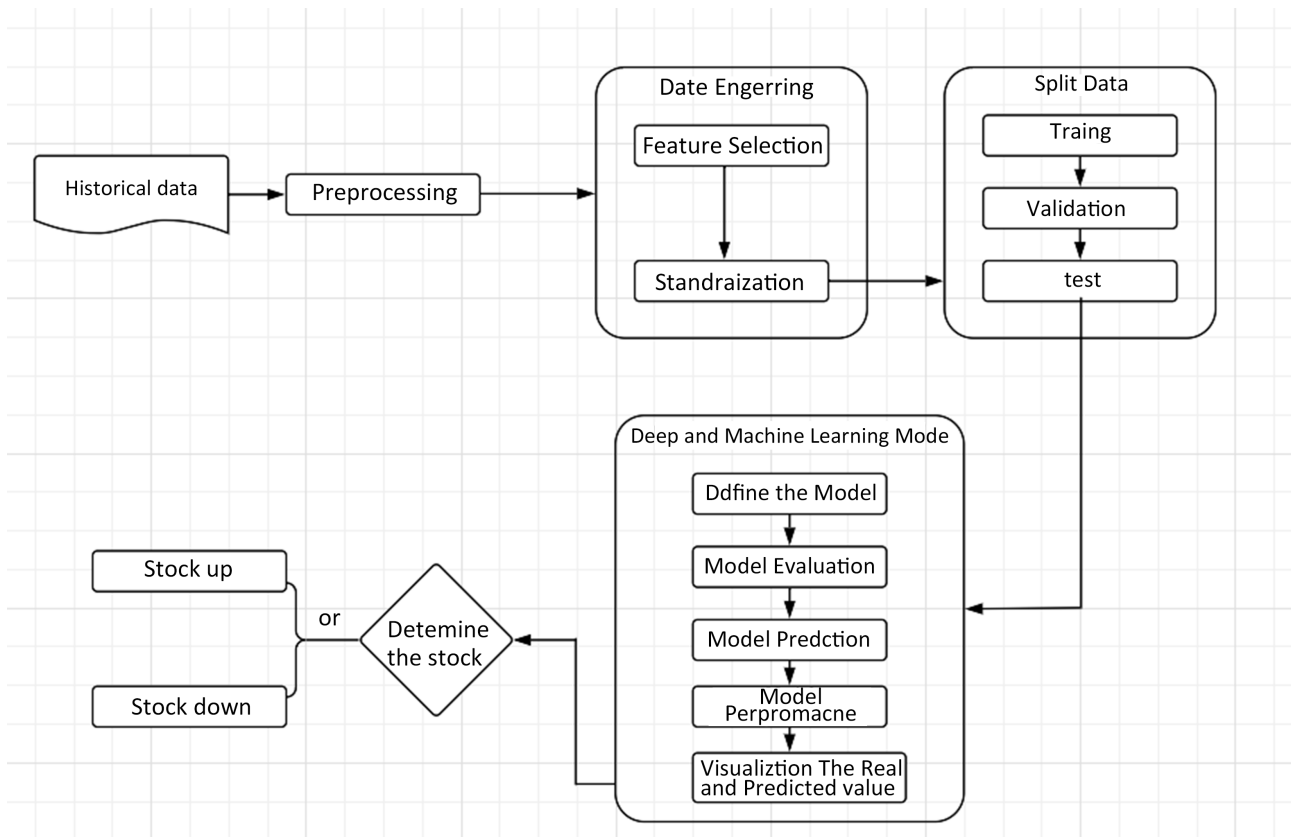 Historical data
Preprocessing
Date Engerring
Feature Selection
Standraization
Split Data
Traing
Validation
test
Deep and Machine Learning Mode
Ddfine the Model
Model Evaluation
Model Predction
Model
Perpromacne
Visualiztion The Real
and Predicted value
Detemine
the stock
or
Stock up
Stock down